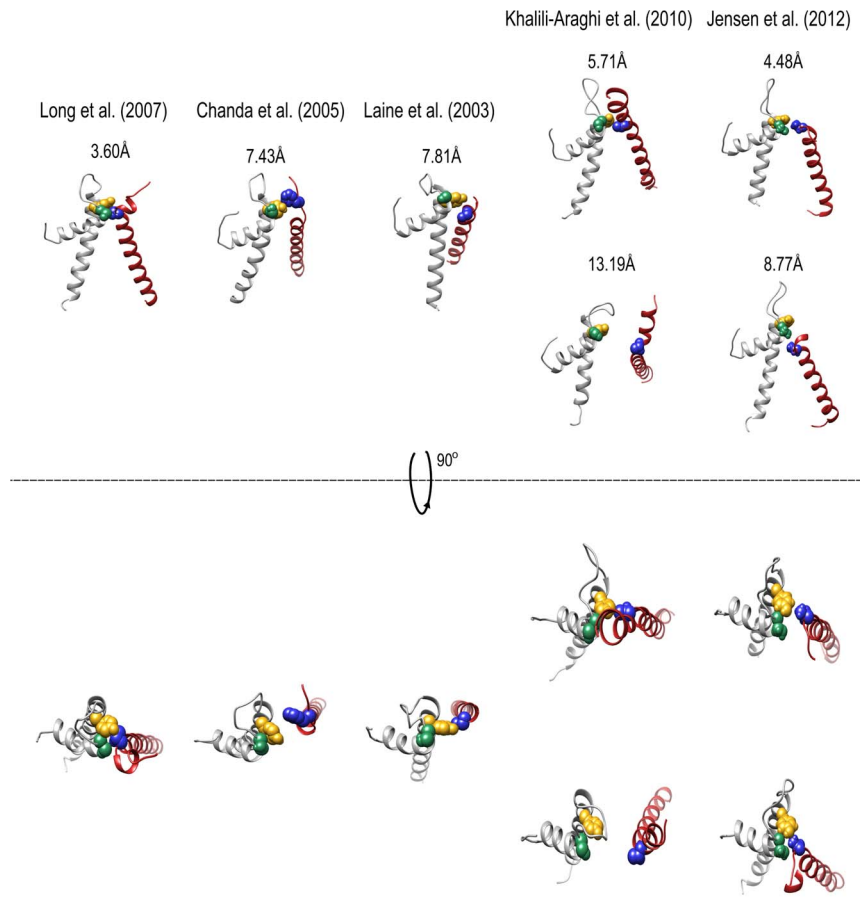 Khalili-Araghi et al. (2010) Jensen et al. (2012)
5.71Å 4.48Å
Long et al. (2007) Chanda et al. (2005) Laine et al. (2003)
3.60Å 7.43Å 7.81Å
13.19Å 8.77Å
90º